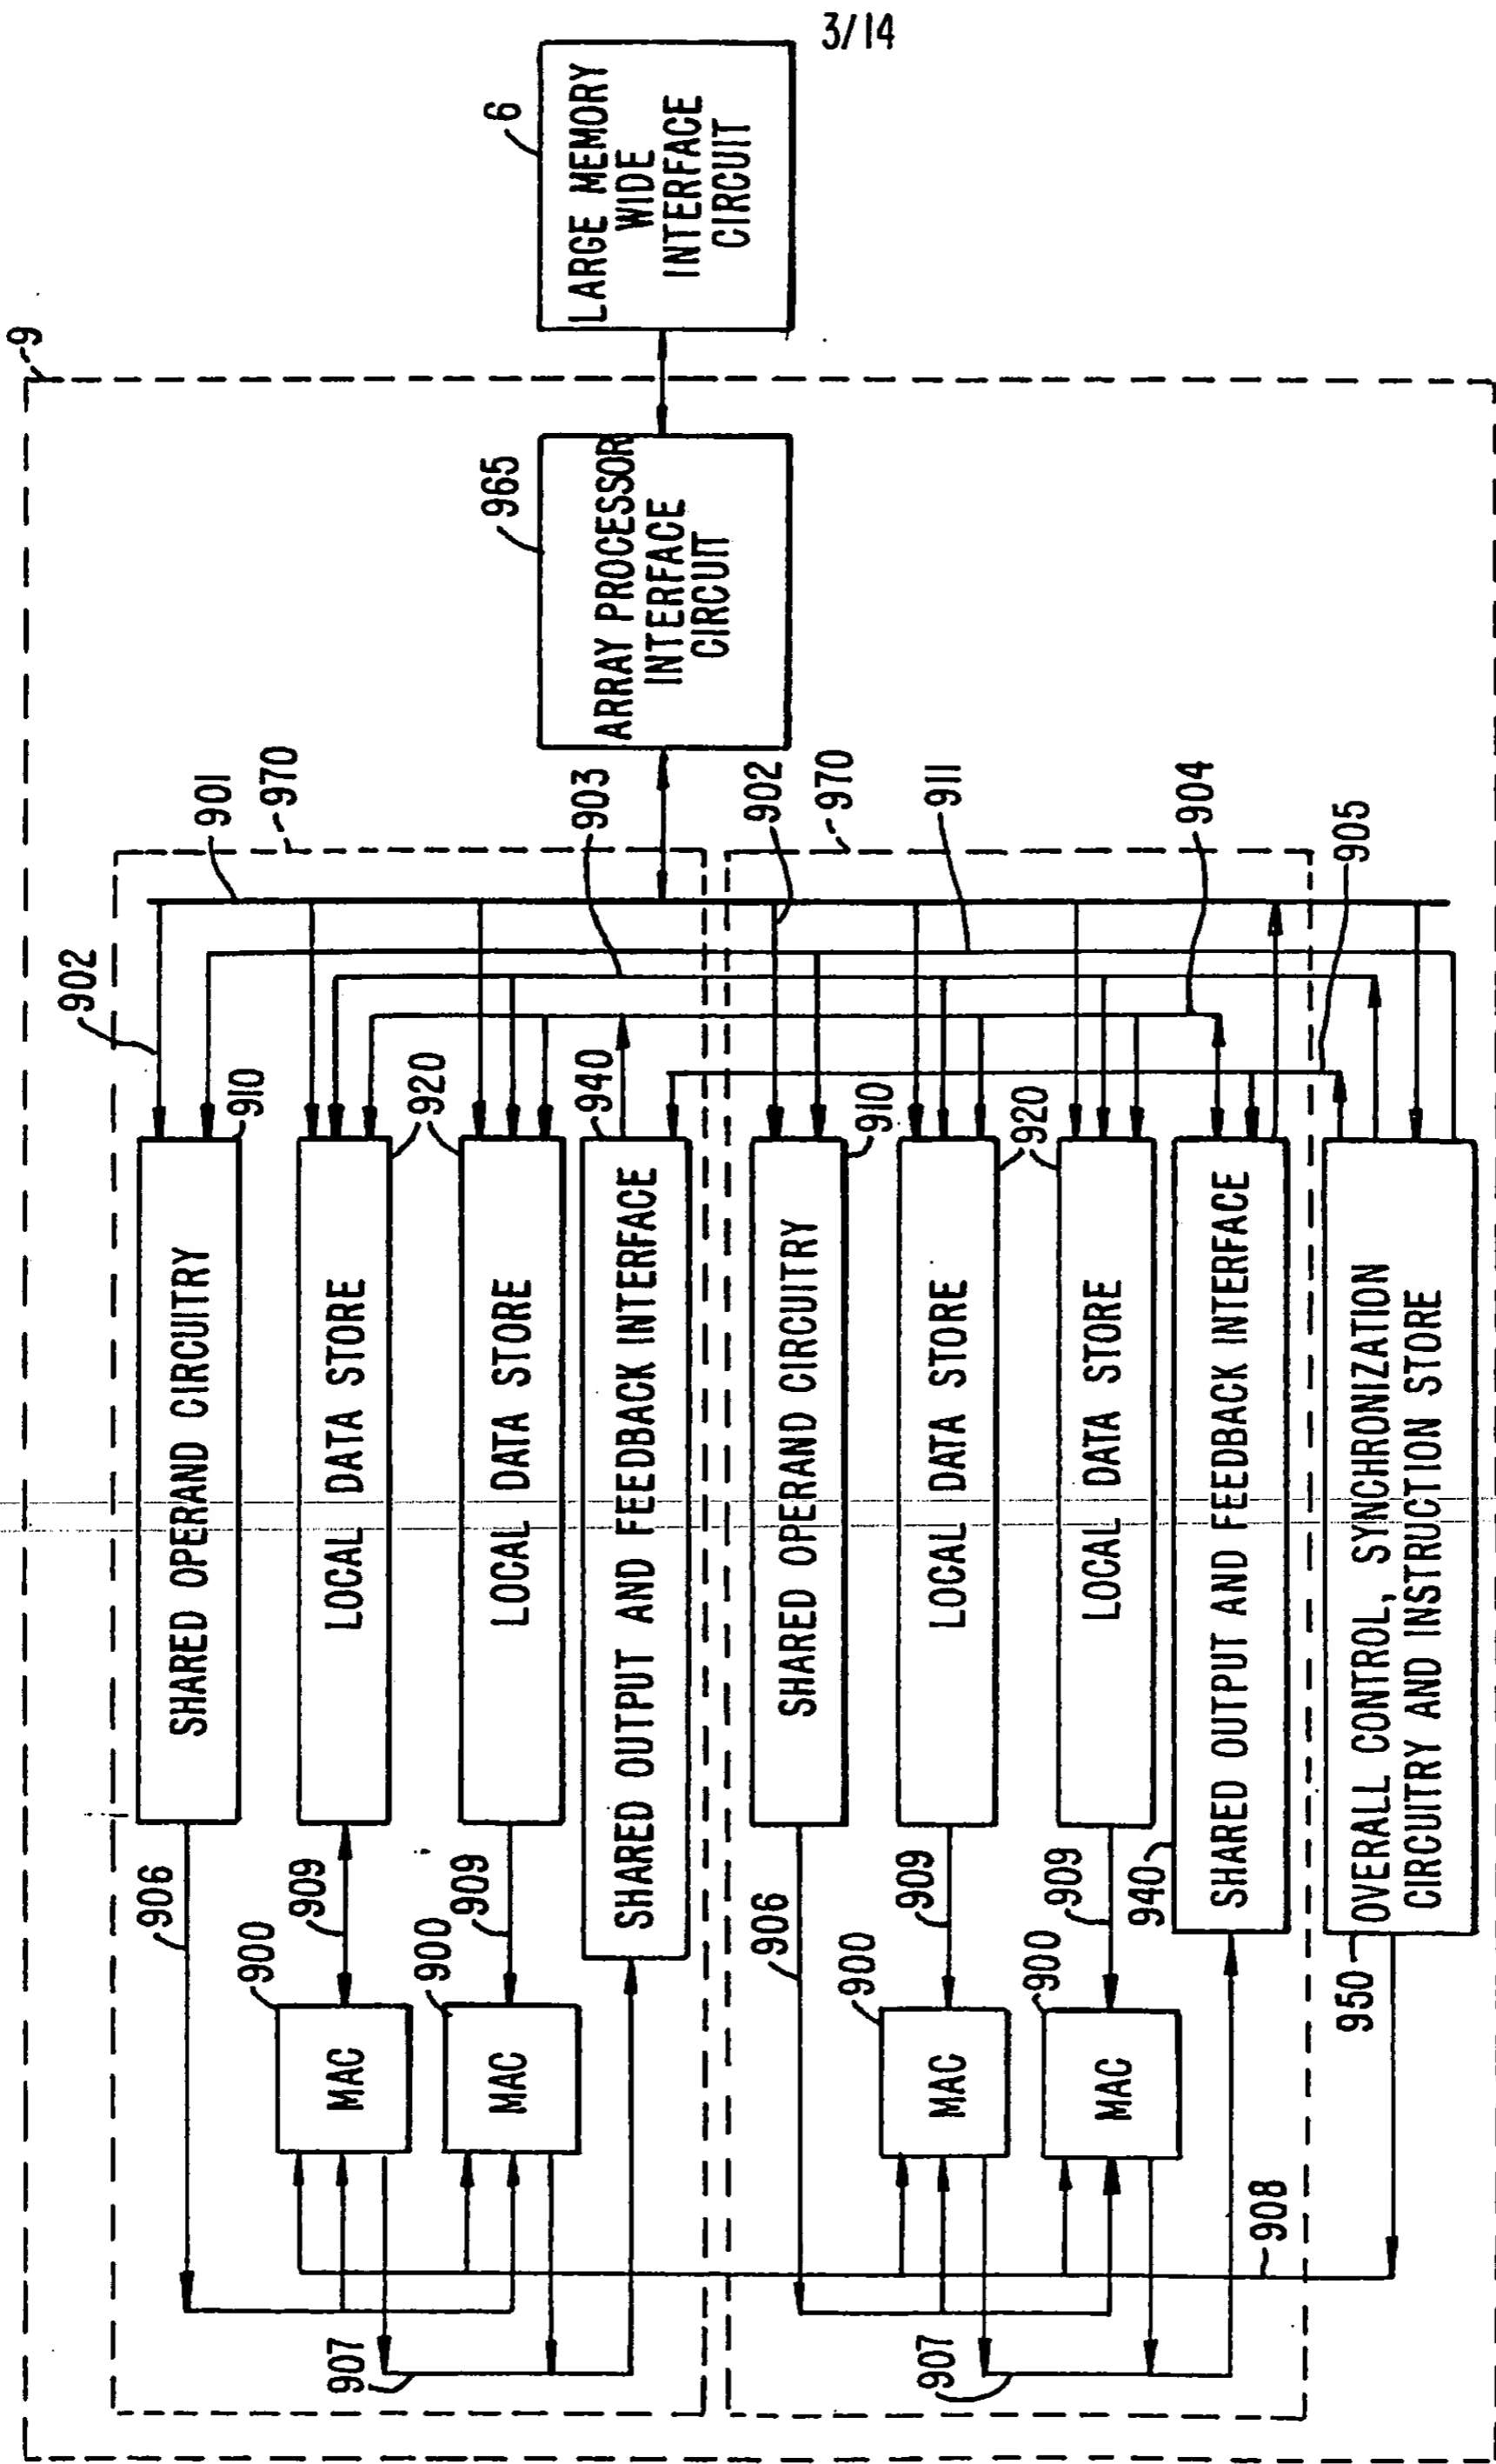 3/14
6
LARGE MEMORY
WIDE
INTERFACE
CIRCUIT
9
965
ARRAY PROCESSOR
INTERFACE
CIRCUIT
901
970
903
902
970
911
904
905
902
910
920
940
910
920
SHARED OPERAND CIRCUITRY
LOCAL DATA STORE
LOCAL DATA STORE
SHARED OUTPUT AND FEEDBACK INTERFACE
SHARED OPERAND CIRCUITRY
LOCAL DATA STORE
LOCAL DATA STORE
SHARED OUTPUT AND FEEDBACK INTERFACE
OVERALL CONTROL, SYNCHRONIZATION
CIRCUITRY AND INSTRUCTION STORE
906
909
909
906
909
909
940
950
900
900
900
900
MAC
MAC
MAC
MAC
907
907
908